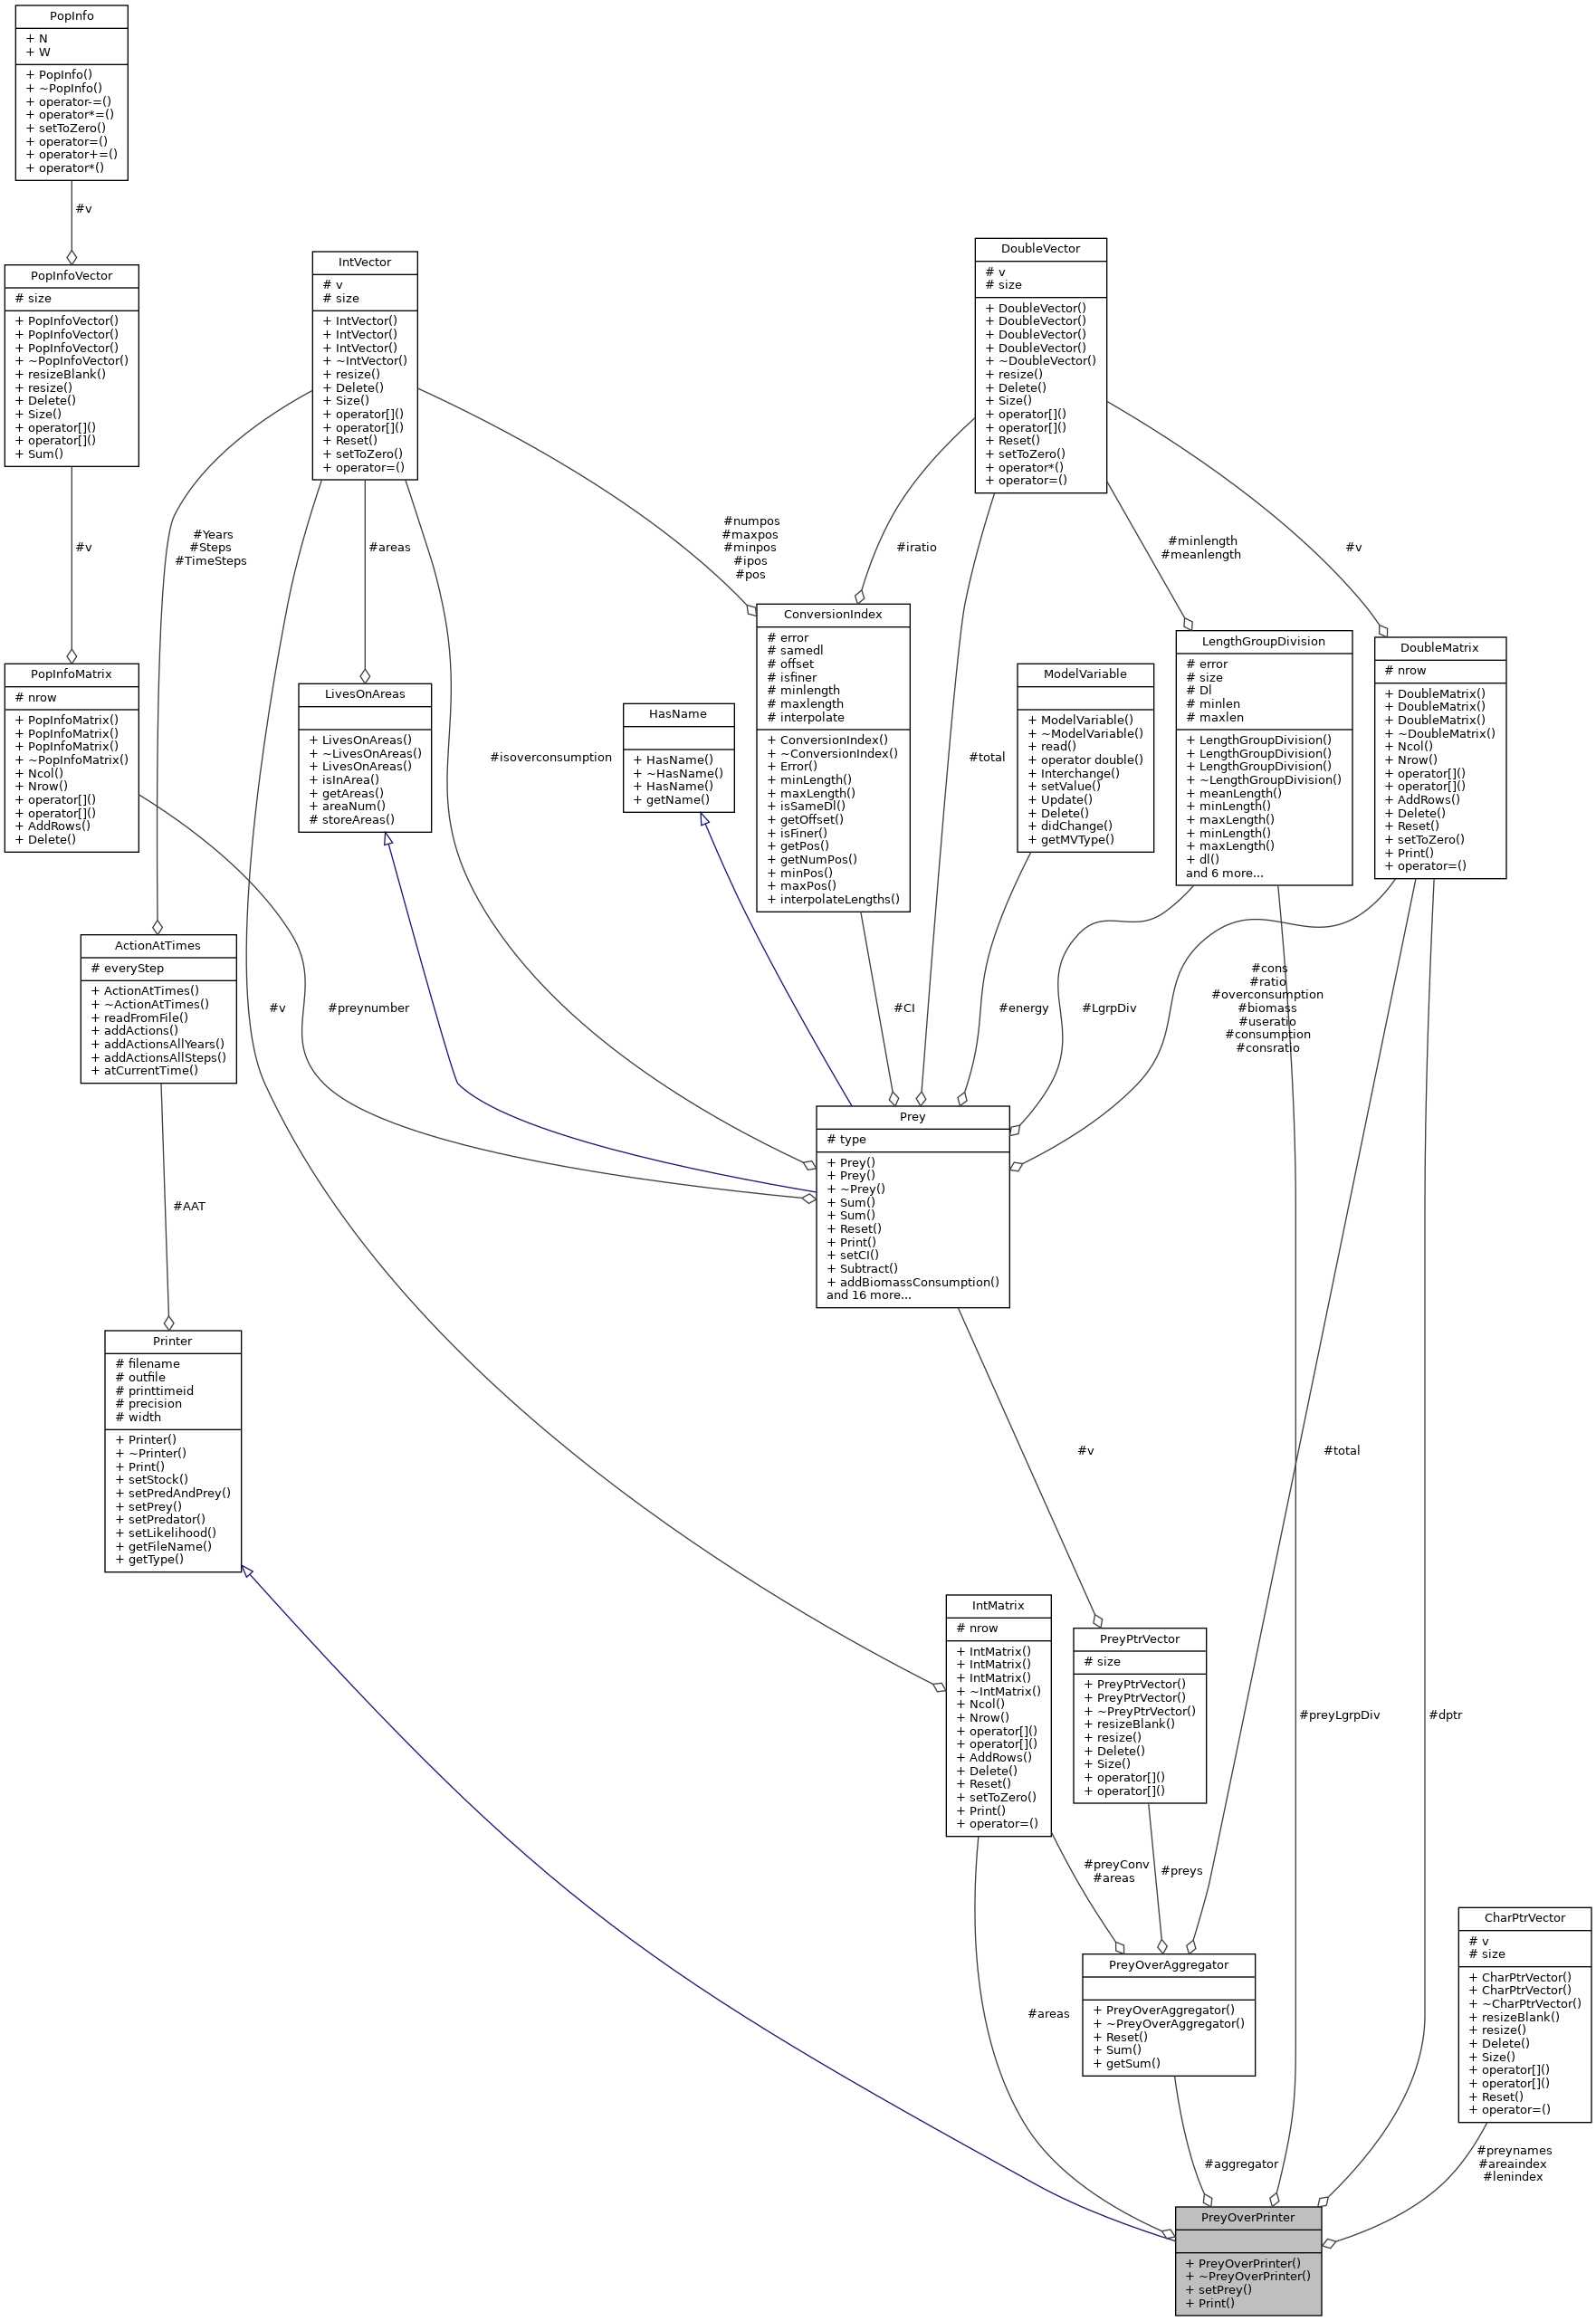 PopInfo
+ N
+ W
+ PopInfo()
+ ~PopInfo()
+ operator-=()
+ operator*=()
+ setToZero()
+ operator=()
+ operator+=()
+ operator*()
#v
PopInfoVector
# size
+ PopInfoVector()
+ PopInfoVector()
+ PopInfoVector()
+ ~PopInfoVector()
+ resizeBlank()
+ resize()
+ Delete()
+ Size()
+ operator[]()
+ operator[]()
+ Sum()
#v
PopInfoMatrix
# nrow
+ PopInfoMatrix()
+ PopInfoMatrix()
+ PopInfoMatrix()
+ ~PopInfoMatrix()
+ Ncol()
+ Nrow()
+ operator[]()
+ operator[]()
+ AddRows()
+ Delete()
IntVector
# v
# size
+ IntVector()
+ IntVector()
+ IntVector()
+ ~IntVector()
+ resize()
+ Delete()
+ Size()
+ operator[]()
+ operator[]()
+ Reset()
+ setToZero()
+ operator=()
DoubleVector
# v
# size
+ DoubleVector()
+ DoubleVector()
+ DoubleVector()
+ DoubleVector()
+ ~DoubleVector()
+ resize()
+ Delete()
+ Size()
+ operator[]()
+ operator[]()
+ Reset()
+ setToZero()
+ operator*()
+ operator=()
#Years
#Steps
#TimeSteps
#areas
#numpos
#maxpos
#minpos
#ipos
#pos
#iratio
#minlength
#meanlength
#v
LivesOnAreas
+ LivesOnAreas()
+ ~LivesOnAreas()
+ LivesOnAreas()
+ isInArea()
+ getAreas()
+ areaNum()
# storeAreas()
#isoverconsumption
HasName
+ HasName()
+ ~HasName()
+ HasName()
+ getName()
ConversionIndex
# error
# samedl
# offset
# isfiner
# minlength
# maxlength
# interpolate
+ ConversionIndex()
+ ~ConversionIndex()
+ Error()
+ minLength()
+ maxLength()
+ isSameDl()
+ getOffset()
+ isFiner()
+ getPos()
+ getNumPos()
+ minPos()
+ maxPos()
+ interpolateLengths()
#total
ModelVariable
+ ModelVariable()
+ ~ModelVariable()
+ read()
+ operator double()
+ Interchange()
+ setValue()
+ Update()
+ Delete()
+ didChange()
+ getMVType()
LengthGroupDivision
# error
# size
# Dl
# minlen
# maxlen
+ LengthGroupDivision()
+ LengthGroupDivision()
+ LengthGroupDivision()
+ ~LengthGroupDivision()
+ meanLength()
+ minLength()
+ maxLength()
+ minLength()
+ maxLength()
+ dl()
and 6 more...
DoubleMatrix
# nrow
+ DoubleMatrix()
+ DoubleMatrix()
+ DoubleMatrix()
+ ~DoubleMatrix()
+ Ncol()
+ Nrow()
+ operator[]()
+ operator[]()
+ AddRows()
+ Delete()
+ Reset()
+ setToZero()
+ Print()
+ operator=()
ActionAtTimes
# everyStep
+ ActionAtTimes()
+ ~ActionAtTimes()
+ readFromFile()
+ addActions()
+ addActionsAllYears()
+ addActionsAllSteps()
+ atCurrentTime()
#v
#preynumber
#CI
#energy
#LgrpDiv
#cons
#ratio
#overconsumption
#biomass
#useratio
#consumption
#consratio
Prey
# type
+ Prey()
+ Prey()
+ ~Prey()
+ Sum()
+ Sum()
+ Reset()
+ Print()
+ setCI()
+ Subtract()
+ addBiomassConsumption()
and 16 more...
#AAT
Printer
# filename
# outfile
# printtimeid
# precision
# width
+ Printer()
+ ~Printer()
+ Print()
+ setStock()
+ setPredAndPrey()
+ setPrey()
+ setPredator()
+ setLikelihood()
+ getFileName()
+ getType()
#v
#total
IntMatrix
# nrow
+ IntMatrix()
+ IntMatrix()
+ IntMatrix()
+ ~IntMatrix()
+ Ncol()
+ Nrow()
+ operator[]()
+ operator[]()
+ AddRows()
+ Delete()
+ Reset()
+ setToZero()
+ Print()
+ operator=()
PreyPtrVector
# size
+ PreyPtrVector()
+ PreyPtrVector()
+ ~PreyPtrVector()
+ resizeBlank()
+ resize()
+ Delete()
+ Size()
+ operator[]()
+ operator[]()
#preyLgrpDiv
#dptr
#preyConv
#areas
#preys
PreyOverAggregator
+ PreyOverAggregator()
+ ~PreyOverAggregator()
+ Reset()
+ Sum()
+ getSum()
CharPtrVector
# v
# size
+ CharPtrVector()
+ CharPtrVector()
+ ~CharPtrVector()
+ resizeBlank()
+ resize()
+ Delete()
+ Size()
+ operator[]()
+ operator[]()
+ Reset()
+ operator=()
#areas
#aggregator
#preynames
#areaindex
#lenindex
PreyOverPrinter
+ PreyOverPrinter()
+ ~PreyOverPrinter()
+ setPrey()
+ Print()